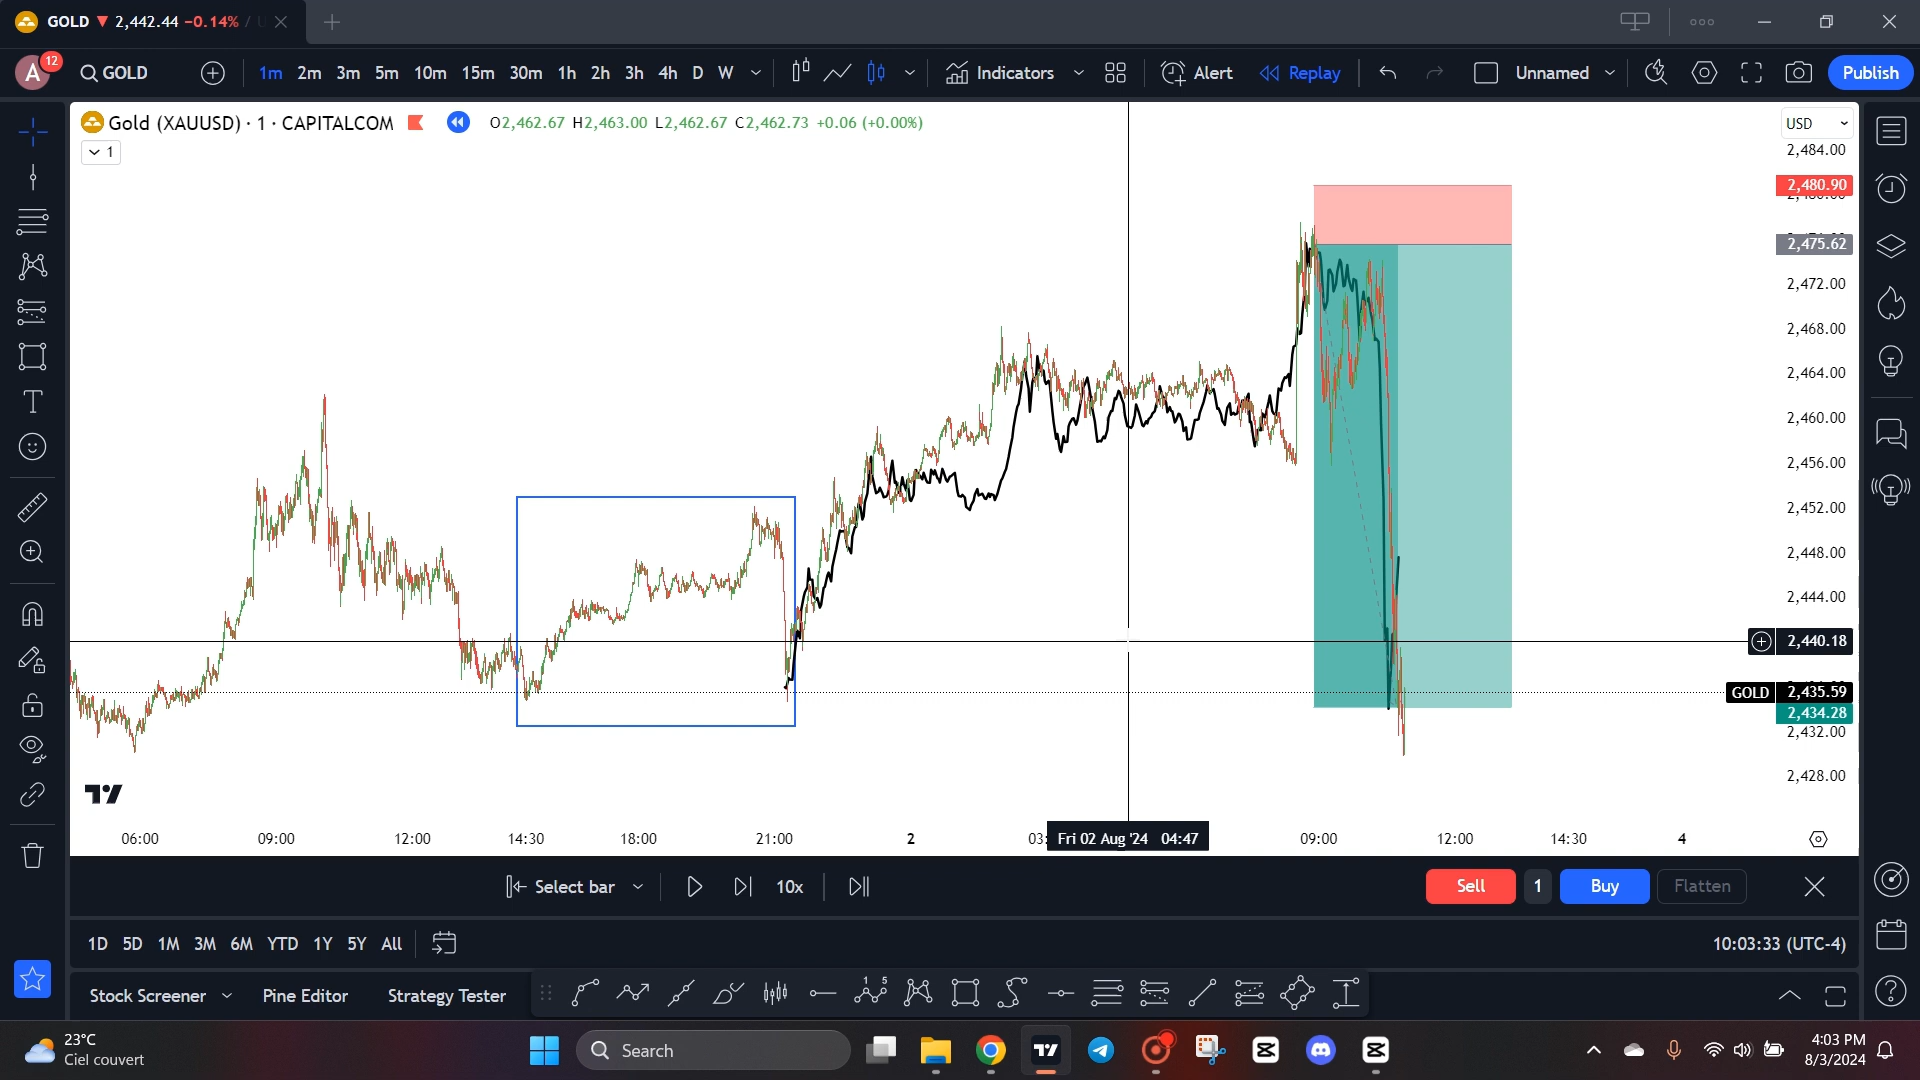 GOLD ▼ 2,442.44 −0.14% /
A 12
GOLD
1m 2m 3m 5m 10m 15m 30m 1h 2h 3h 4h D W
Indicators
Alert
Replay
Unnamed
Publish
Gold (XAUUSD) · 1 · CAPITALCOM
O2,462.67 H2,463.00 L2,462.67 C2,462.73 +0.06 (+0.00%)
USD
1
2,484.00
2,480.90
2,475.62
2,472.00
2,468.00
2,464.00
2,460.00
2,456.00
2,452.00
2,448.00
2,444.00
2,440.18
GOLD 2,435.59
2,434.28
2,432.00
2,428.00
06:00 09:00 12:00 14:30 18:00 21:00 2 03: Fri 02 Aug '24 04:47 09:00 12:00 14:30 4
Select bar
10x
Sell 1 Buy Flatten
1D 5D 1M 3M 6M YTD 1Y 5Y All
10:03:33 (UTC-4)
Stock Screener Pine Editor Strategy Tester
23°C
Ciel couvert
Search
4:03 PM
8/3/2024